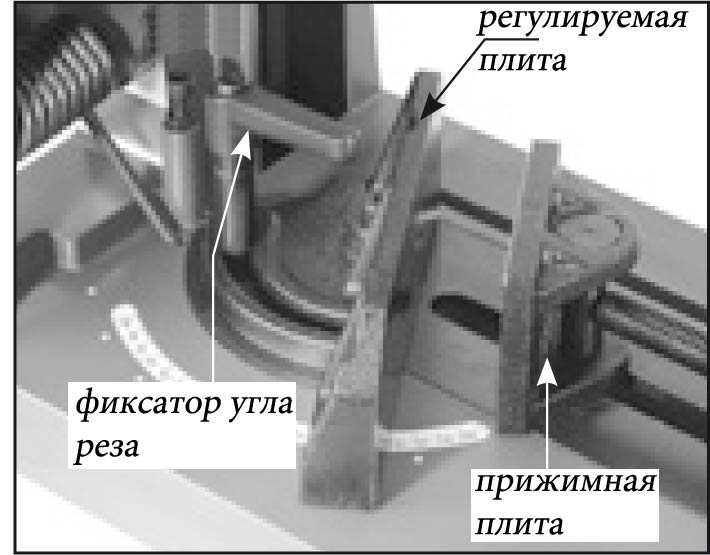 регулируемая
плита
фиксатор угла
реза
прижимная
плита